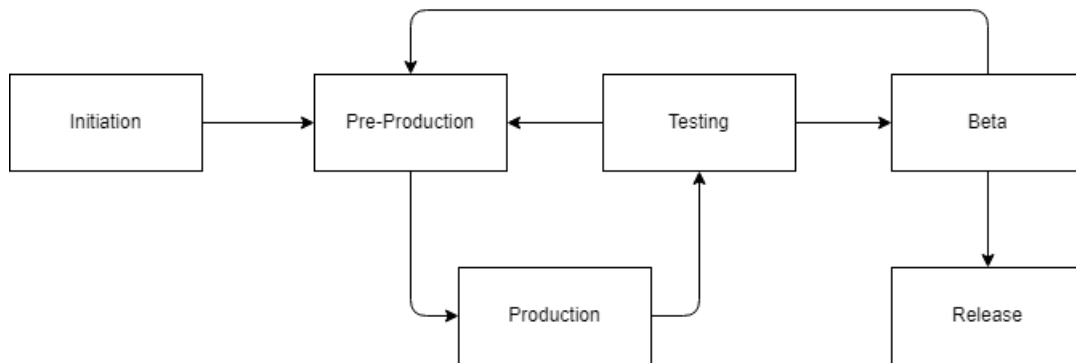 Initiation
Pre-Production
Testing
Beta
Production
Release